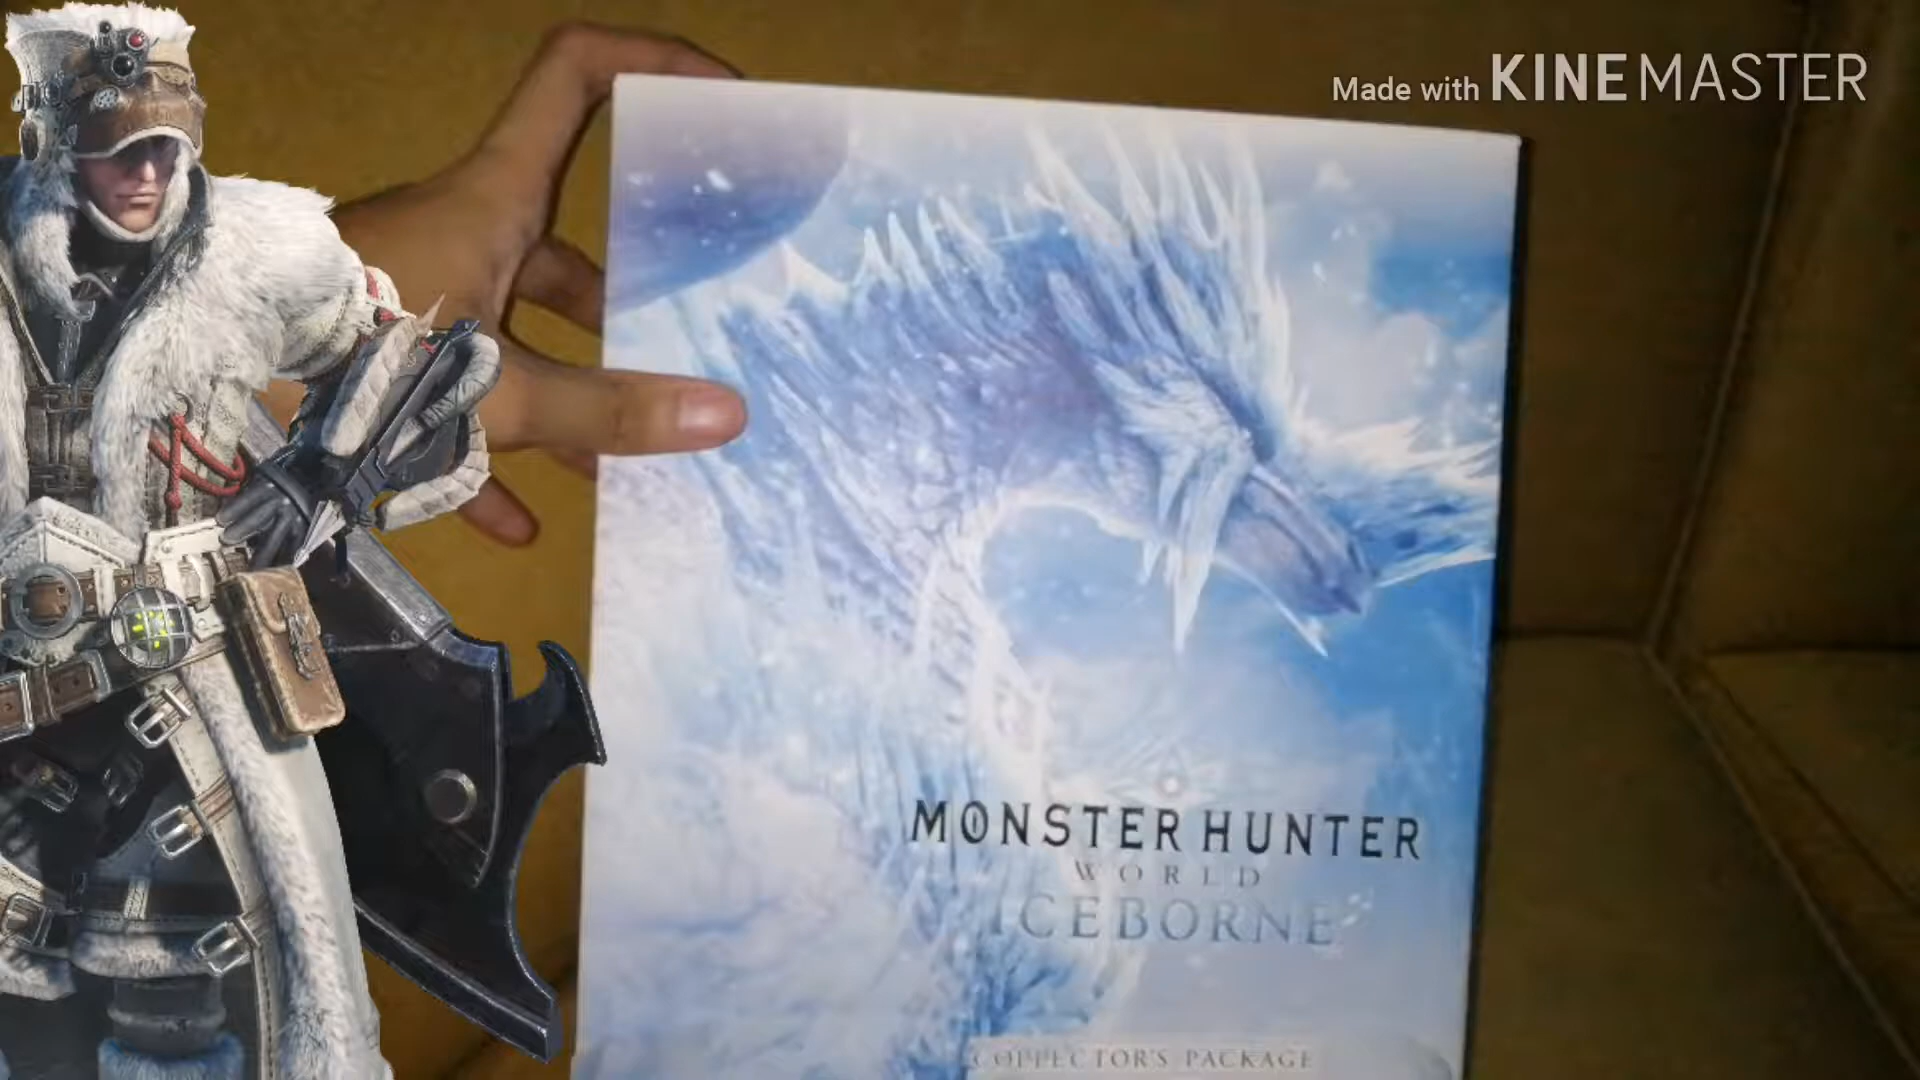 Made with KINEMASTER
MONSTER HUNTER
WORLD
ICEBORNE
COLLECTOR'S PACKAGE